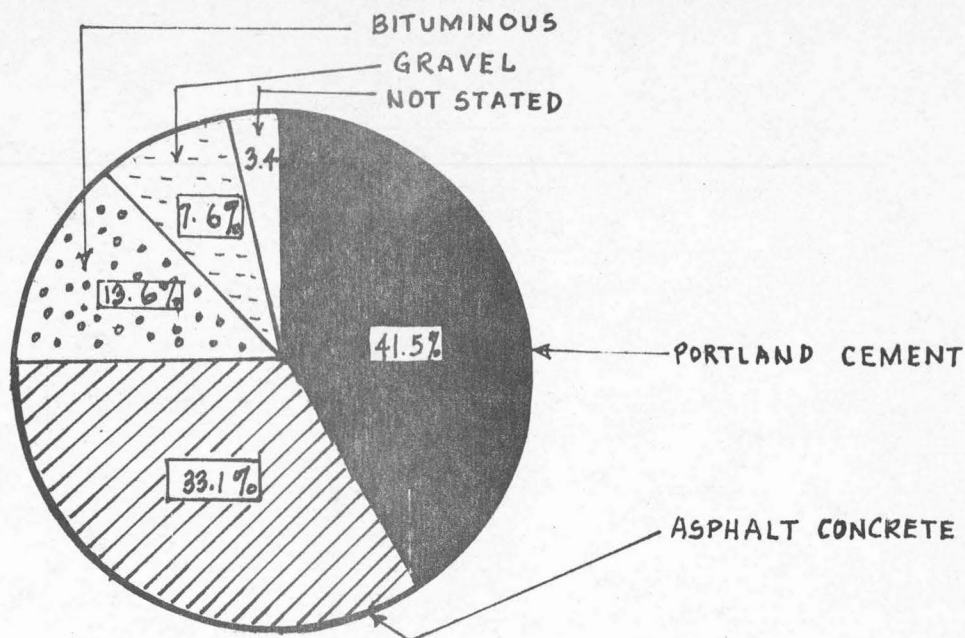 BITUMINOUS
GRAVEL
NOT STATED
3.4
7.6%
13.6%
41.5%
PORTLAND CEMENT
33.1%
ASPHALT CONCRETE